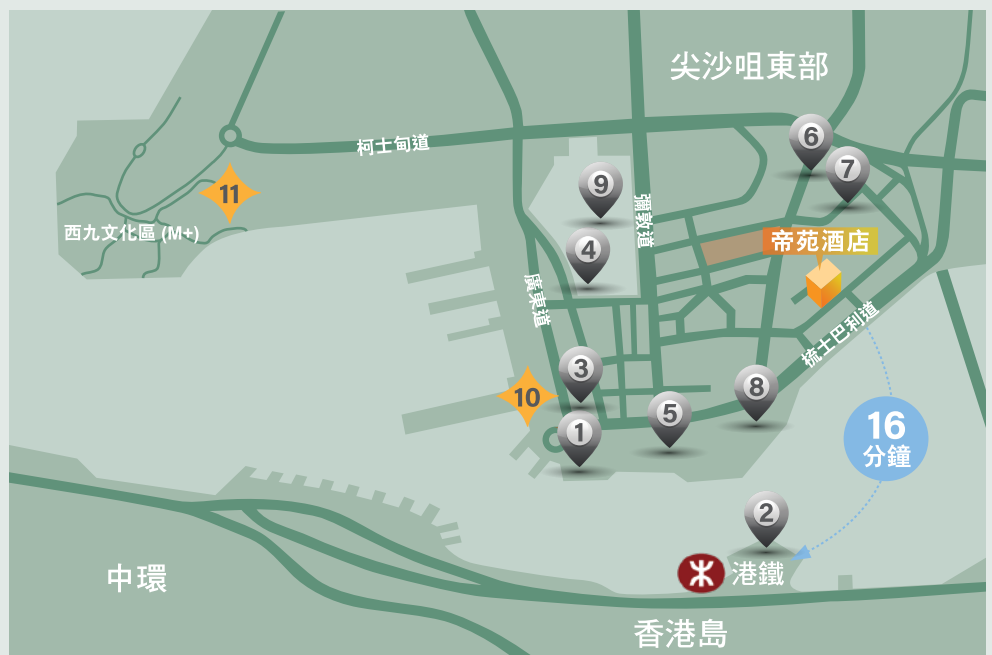 尖沙咀東部
6
柯士甸道
7
9
11
彌敦道
西九文化區 (M+)
帝苑酒店
4
廣東道
梳士巴利道
3
8
10
5
16
分鐘
1
2
港鐵
中環
香港島